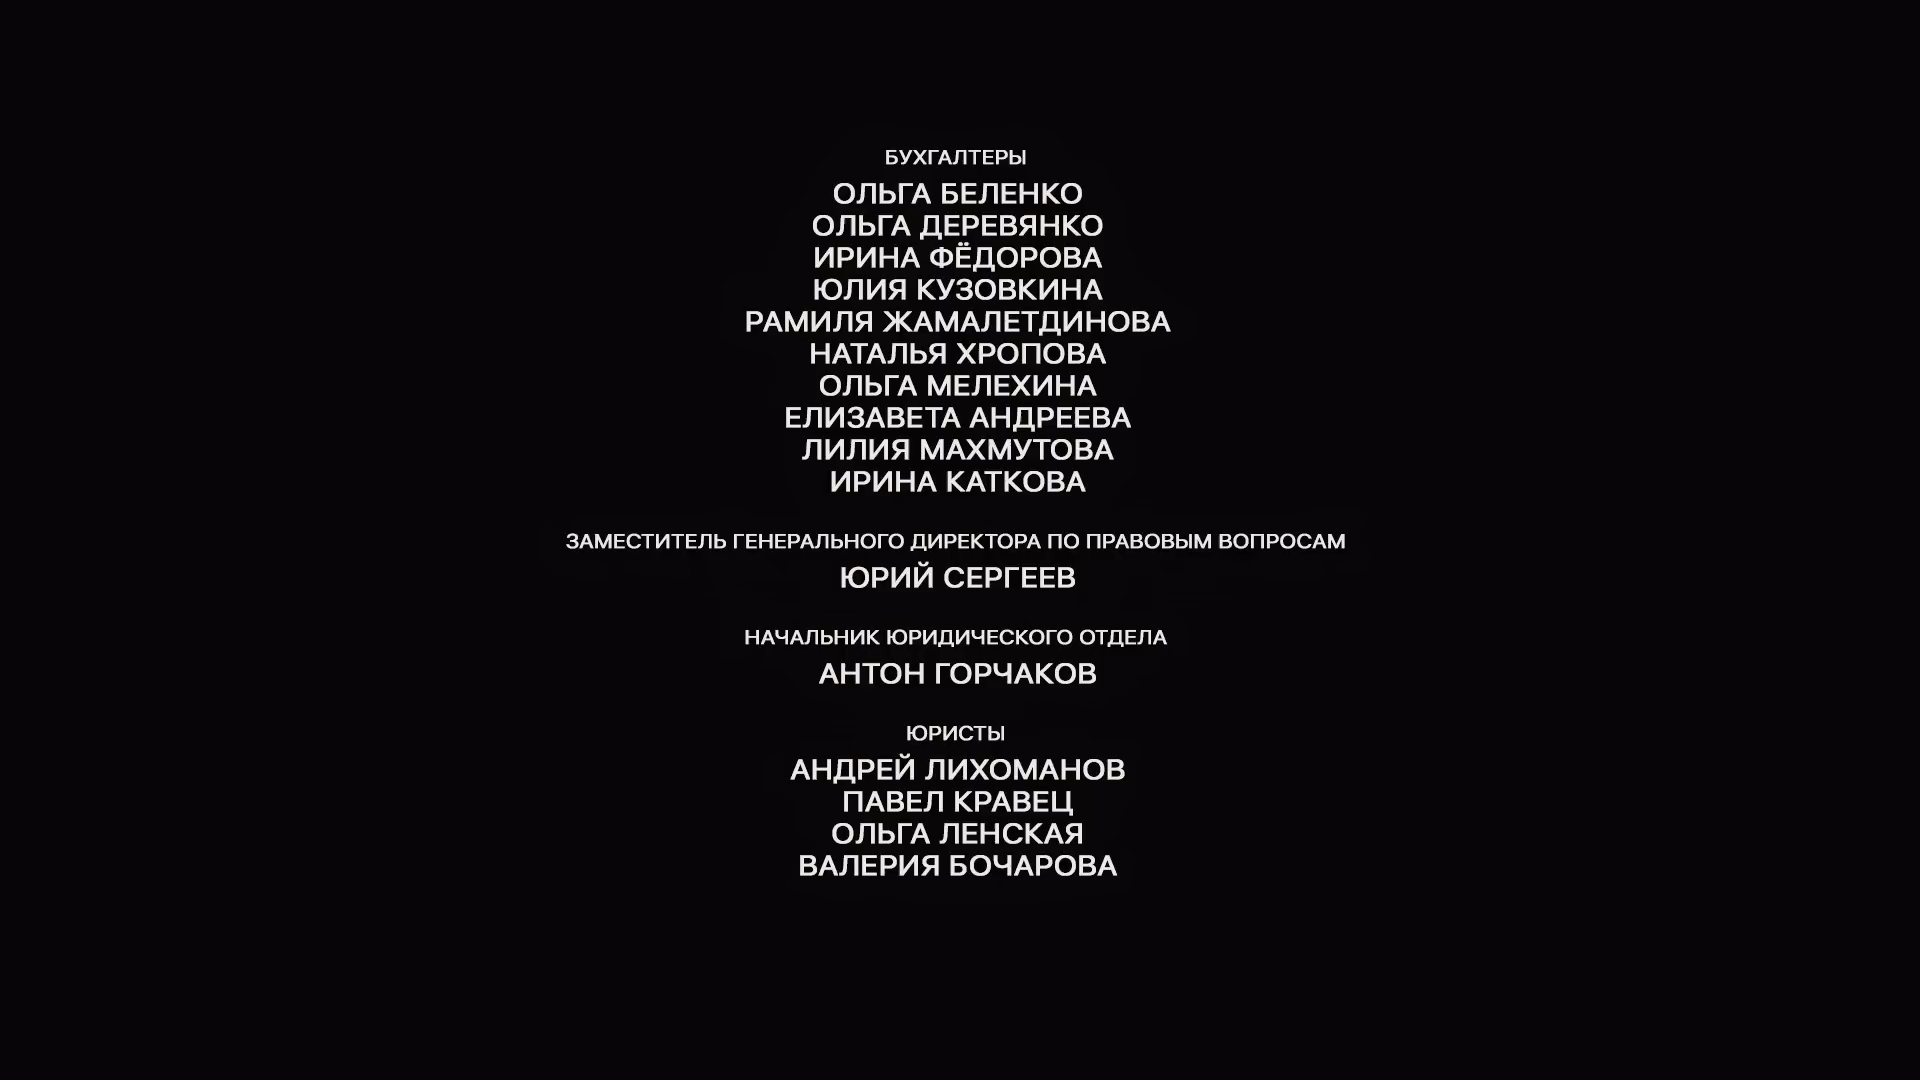 БУХГАЛТЕРЫ
ОЛЬГА БЕЛЕНКО
ОЛЬГА ДЕРЕВЯНКО
ИРИНА ФЁДОРОВА
ЮЛИЯ КУЗОВКИНА
РАМИЛЯ ЖАМАЛЕТДИНОВА
НАТАЛЬЯ ХРОПОВА
ОЛЬГА МЕЛЕХИНА
ЕЛИЗАВЕТА АНДРЕЕВА
ЛИЛИЯ МАХМУТОВА
ИРИНА КАТКОВА
ЗАМЕСТИТЕЛЬ ГЕНЕРАЛЬНОГО ДИРЕКТОРА ПО ПРАВОВЫМ ВОПРОСАМ
ЮРИЙ СЕРГЕЕВ
НАЧАЛЬНИК ЮРИДИЧЕСКОГО ОТДЕЛА
АНТОН ГОРЧАКОВ
ЮРИСТЫ
АНДРЕЙ ЛИХОМАНОВ
ПАВЕЛ КРАВЕЦ
ОЛЬГА ЛЕНСКАЯ
ВАЛЕРИЯ БОЧАРОВА